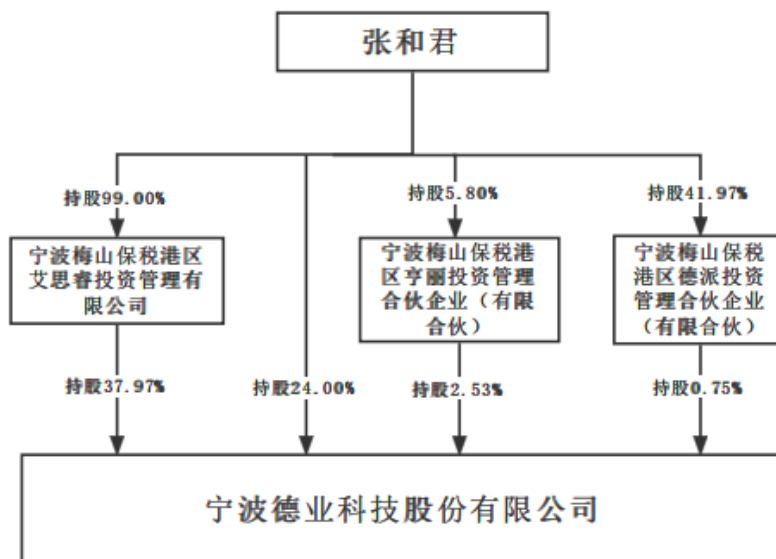 张和君
持股99.00%
持股5.80%
持股41.97%
宁波梅山保税港区
艾思睿投资管理有
限公司
宁波梅山保税港
区亨丽投资管理
合伙企业（有限
合伙）
宁波梅山保税
港区德派投资
管理合伙企业
（有限合伙）
持股37.97%
持股24.00%
持股2.53%
持股0.75%
宁波德业科技股份有限公司